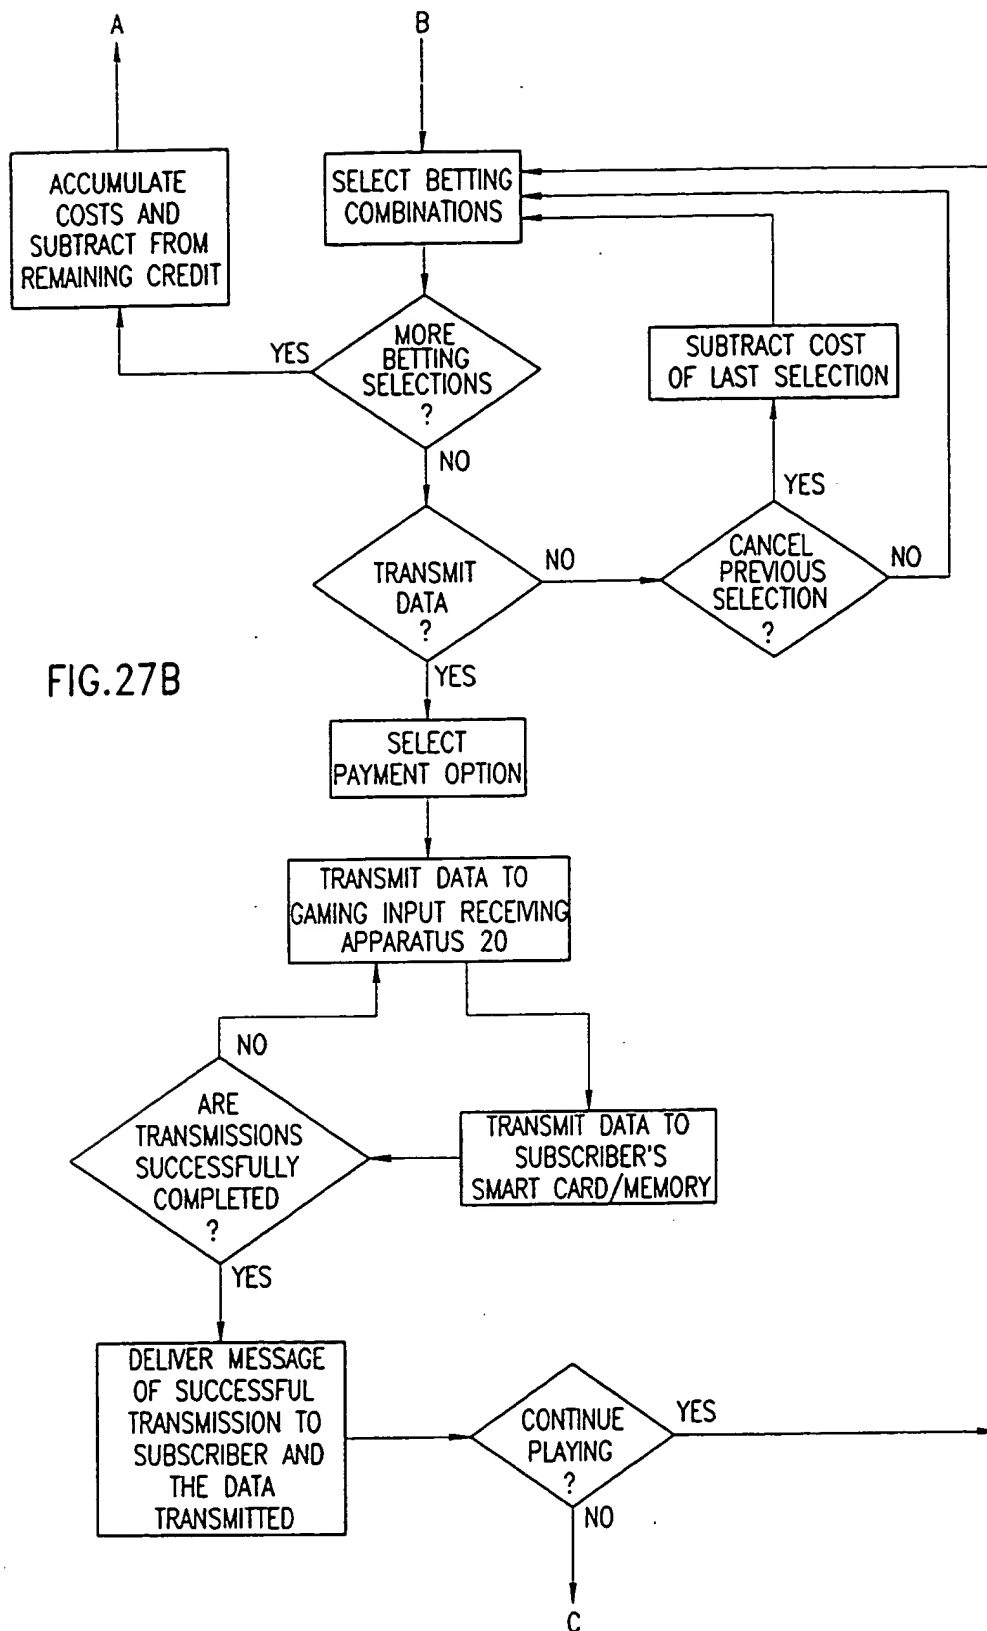 A
B
ACCUMULATE
COSTS AND
SUBTRACT FROM
REMAINING CREDIT
SELECT BETTING
COMBINATIONS
YES
MORE
BETTING
SELECTIONS
?
SUBTRACT COST
OF LAST SELECTION
NO
YES
TRANSMIT
DATA
?
NO
CANCEL
PREVIOUS
SELECTION
?
NO
FIG.27B
YES
SELECT
PAYMENT OPTION
TRANSMIT DATA TO
GAMING INPUT RECEIVING
APPARATUS 20
NO
ARE
TRANSMISSIONS
SUCCESSFULLY
COMPLETED
?
TRANSMIT DATA TO
SUBSCRIBER'S
SMART CARD/MEMORY
YES
DELIVER MESSAGE
OF SUCCESSFUL
TRANSMISSION TO
SUBSCRIBER AND
THE DATA
TRANSMITTED
CONTINUE
PLAYING
?
YES
NO
C